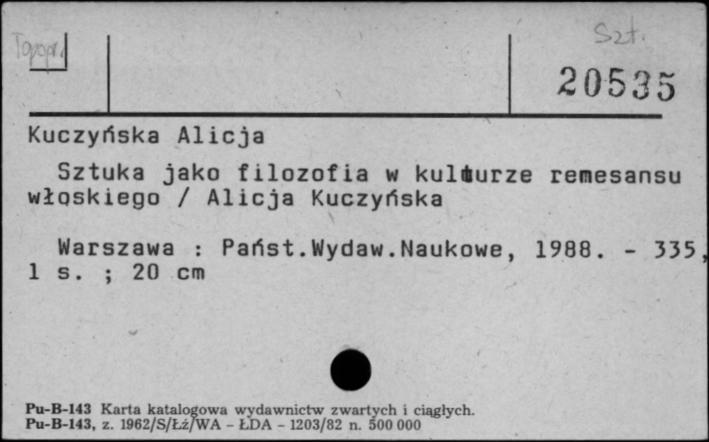 Topogr.
Szt.
20535
Kuczyńska Alicja
Sztuka jako filozofia w kulturze remesansu
włoskiego / Alicja Kuczyńska
Warszawa : Państ.Wydaw.Naukowe, 1988. - 335,
1 s. ; 20 cm
Pu-B-143 Karta katalogowa wydawnictw zwartych i ciągłych.
Pu-B-143, z. 1962/S/Łż/WA - ŁDA - 1203/82 n. 500 000